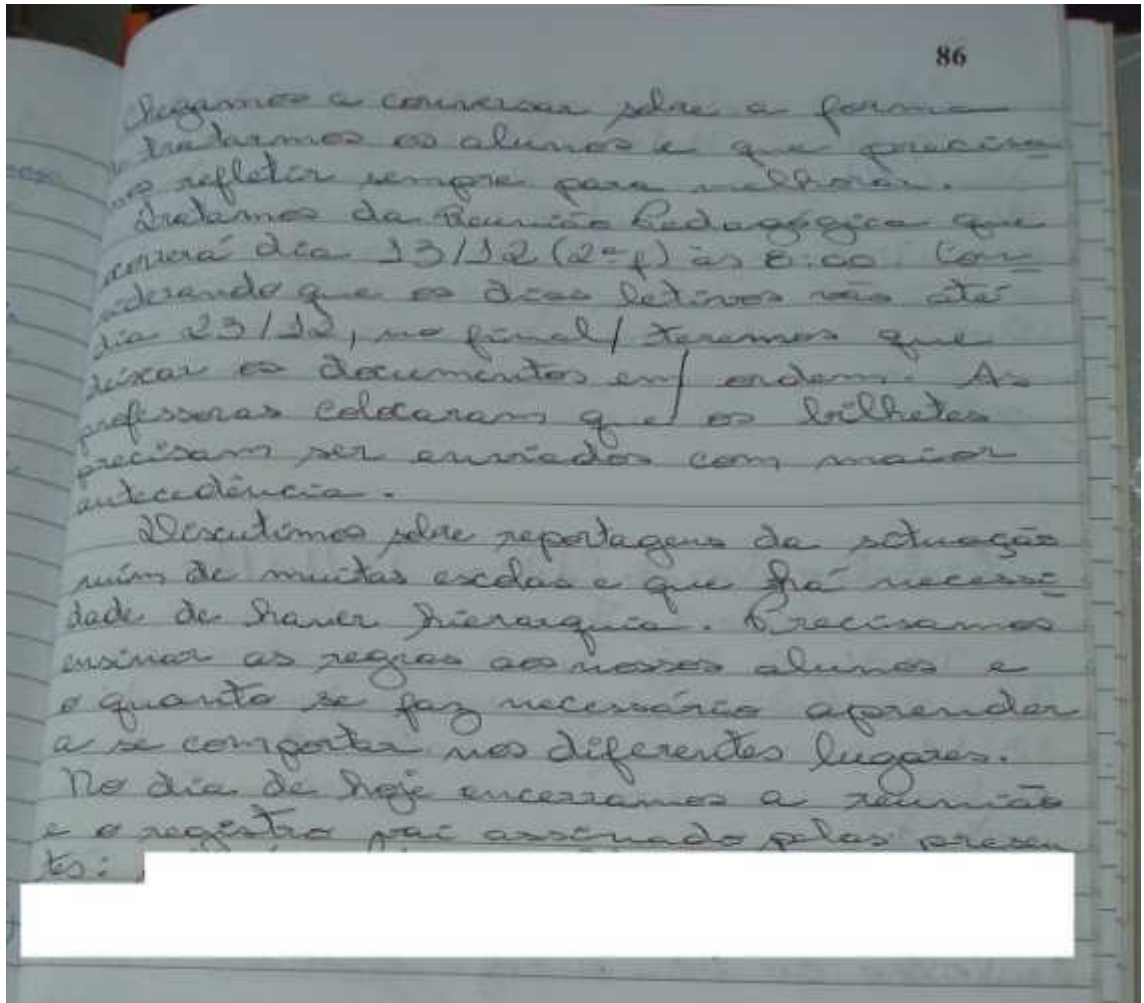 86
chegamos a conversar sobre a forma
de tratarmos os alunos e que precisa
mos refletir sempre para melhorar.
Tratamos da Reunião Pedagógica que
ocorrerá dia 13/12 (2ª f) às 8:00. Con-
siderando que os dias letivos vão até
dia 23/12, no final/ teremos que
deixar os documentos em/ ordem. As
professoras colocaram que/ os bilhetes
precisam ser enviados com maior
antecedência.
Discutimos sobre reportagens da situação
ruim de muitas escolas e que há necessi
dade de haver hierarquia. Precisamos
ensinar as regras aos nossos alunos e
o quanto se faz necessário aprender
a se comportar nos diferentes lugares.
No dia de hoje encerramos a reunião
e o registro vai assinado pelas presen
tes: